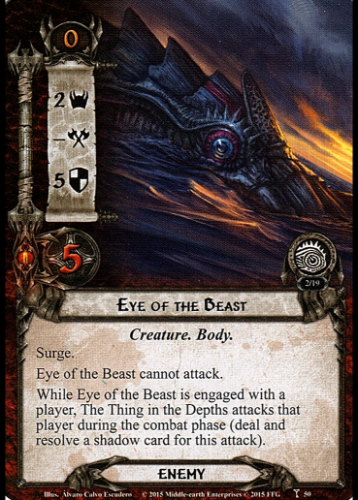 0
2
–
5
5
2/19
EYE OF THE BEAST
Creature. Body.
Surge.
Eye of the Beast cannot attack.
While Eye of the Beast is engaged with a
player, The Thing in the Depths attacks that
player during the combat phase (deal and
resolve a shadow card for this attack).
ENEMY
Illus. Álvaro Calvo Escudero © 2015 Middle-earth Enterprises © 2015 FFG 50